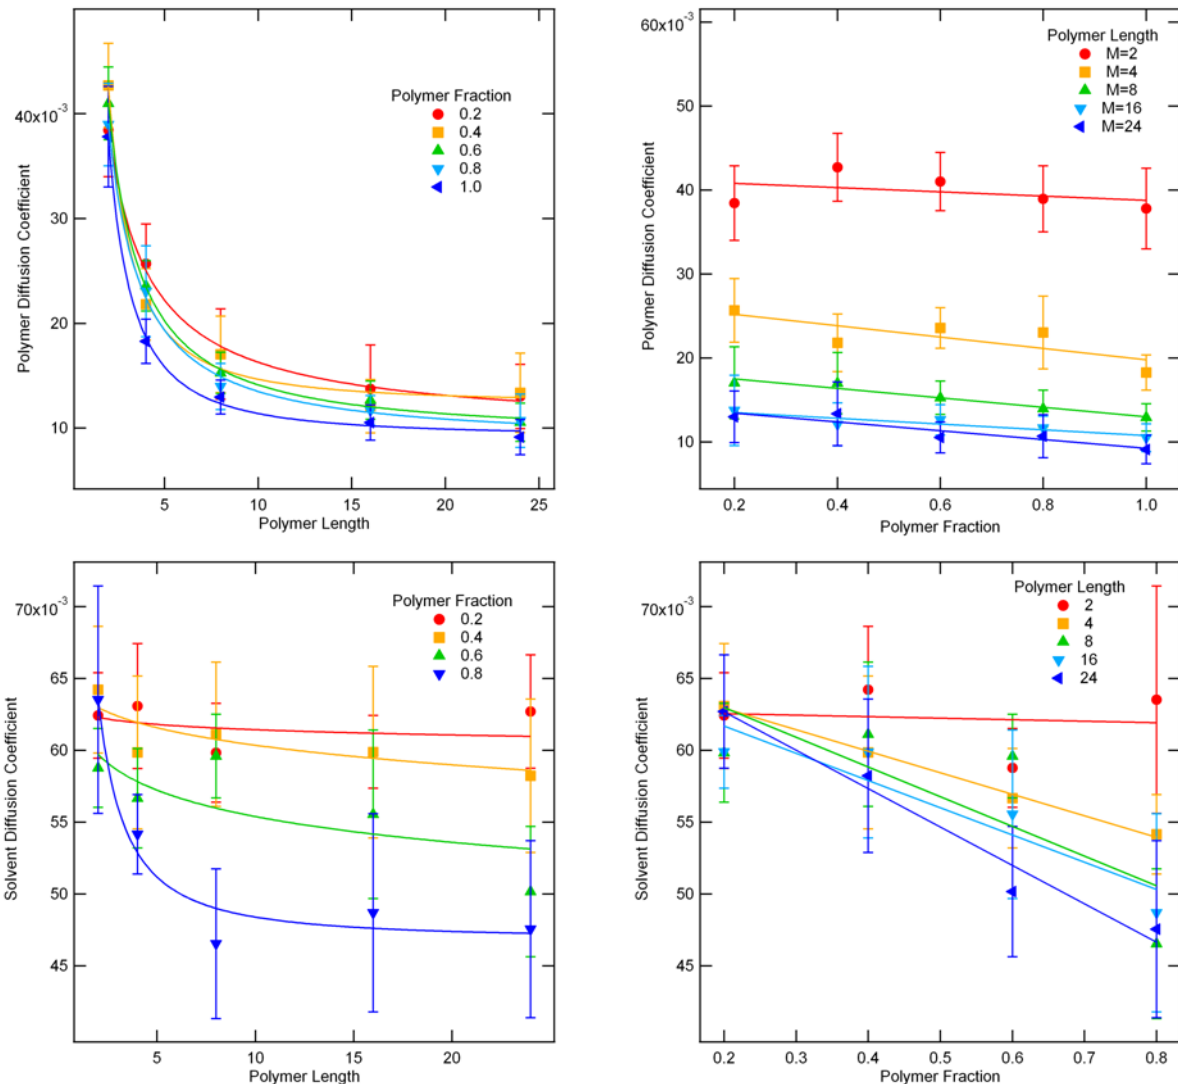 Polymer Diffusion Coefficient
40x10⁻³
30
20
10
Polymer Fraction
0.2
0.4
0.6
0.8
1.0
5 10 15 20 25
Polymer Length
Polymer Diffusion Coefficient
60x10⁻³
50
40
30
20
10
Polymer Length
M=2
M=4
M=8
M=16
M=24
0.2 0.4 0.6 0.8 1.0
Polymer Fraction
Solvent Diffusion Coefficient
70x10⁻³
65
60
55
50
45
Polymer Fraction
0.2
0.4
0.6
0.8
5 10 15 20
Polymer Length
Solvent Diffusion Coefficient
70x10⁻³
65
60
55
50
45
Polymer Length
2
4
8
16
24
0.2 0.3 0.4 0.5 0.6 0.7 0.8
Polymer Fraction